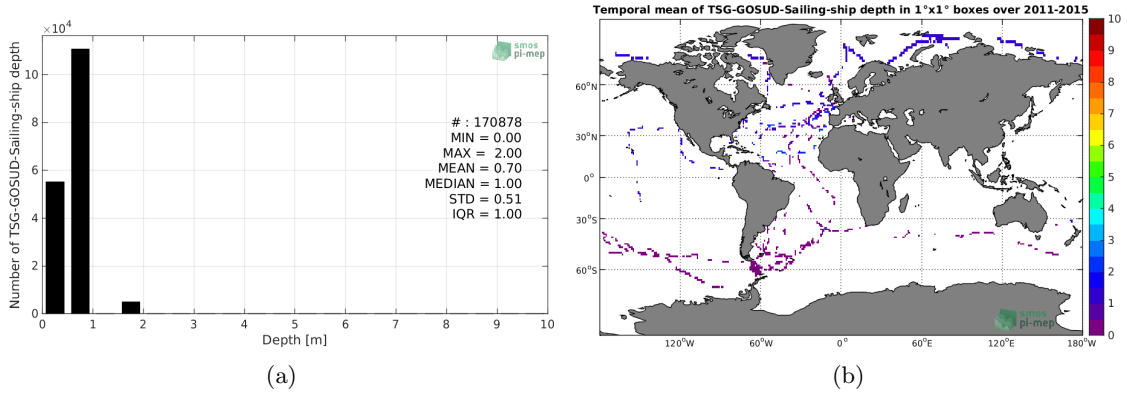 ×10⁴
10
8
6
4
2
0
Number of TSG-GOSUD-Sailing-ship depth
smos
pi-mep
# : 170878
MIN = 0.00
MAX = 2.00
MEAN = 0.70
MEDIAN = 1.00
STD = 0.51
IQR = 1.00
0 1 2 3 4 5 6 7 8 9 10
Depth [m]
(a)
Temporal mean of TSG-GOSUD-Sailing-ship depth in 1°x1° boxes over 2011-2015
60°N
30°N
0°
30°S
60°S
120°W 60°W 0° 60°E 120°E 180°W
smos
pi-mep
10
9
8
7
6
5
4
3
2
1
0
(b)